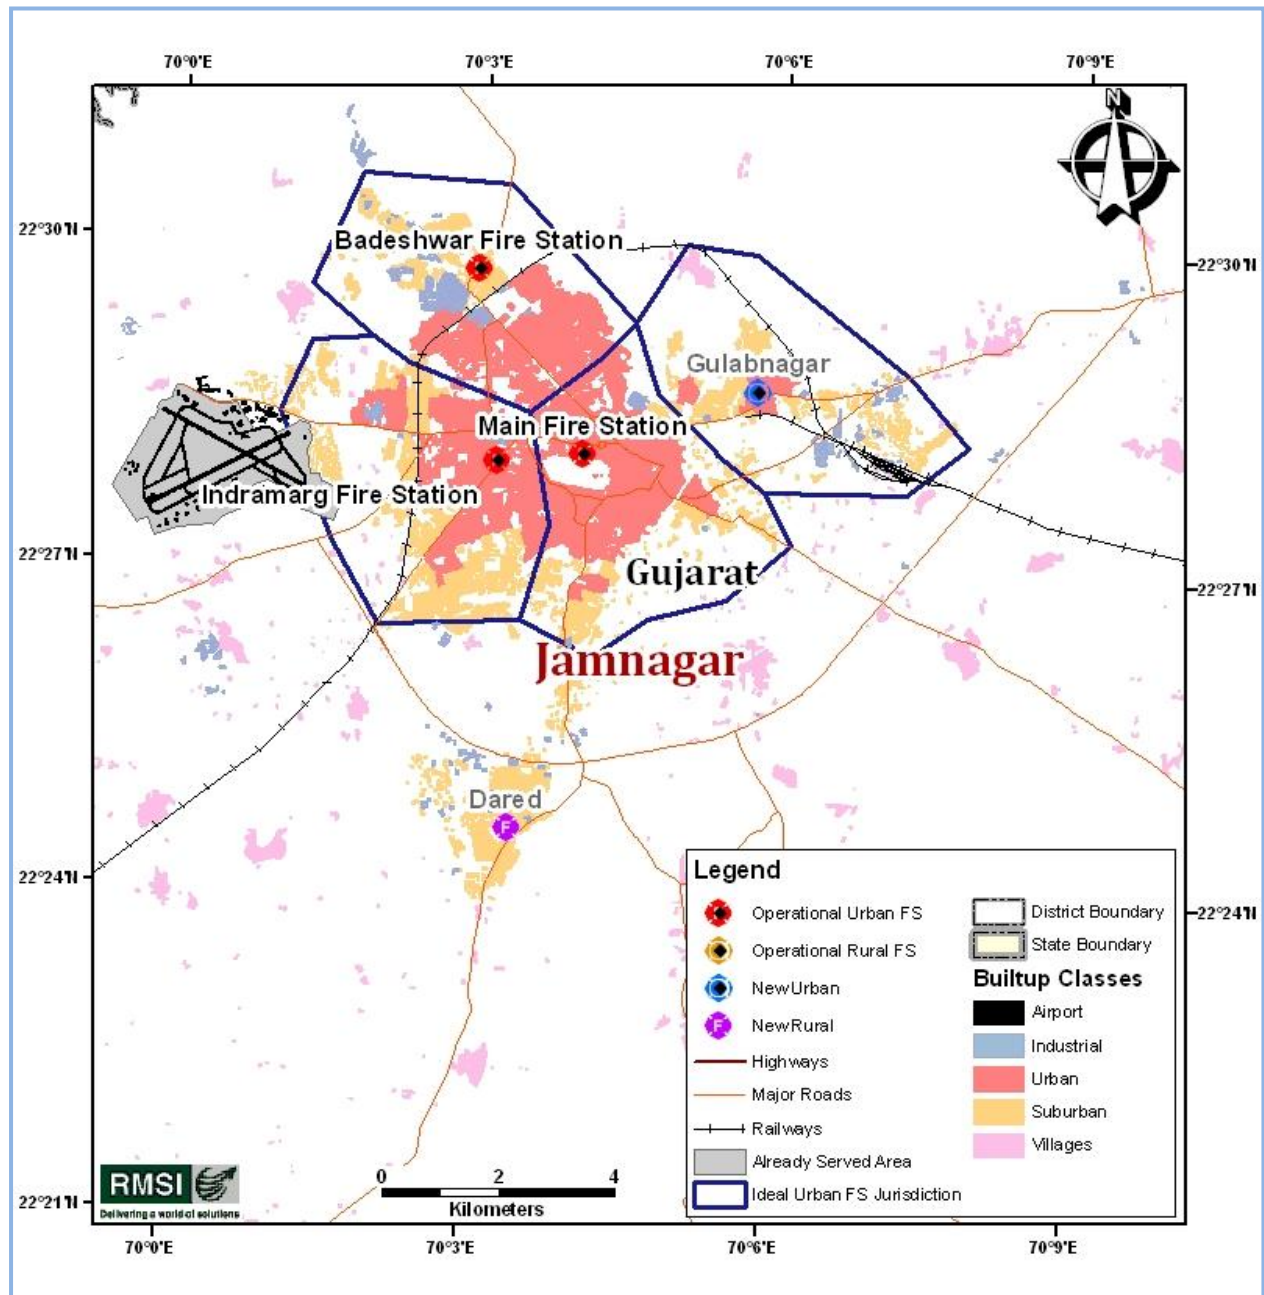 70°0'E 70°3'E 70°6'E 70°9'E
N
22°30'N
22°30'N
Badeshwar Fire Station
Gulabnagar
Main Fire Station
Indramarg Fire Station
22°27'N
Gujarat
22°27'N
Jamnagar
Dared
F
22°24'N
22°24'N
Legend
Operational Urban FS
Operational Rural FS
New Urban
F New Rural
Highways
Major Roads
Railways
Already Served Area
Ideal Urban FS Jurisdiction
District Boundary
State Boundary
Builtup Classes
Airport
Industrial
Urban
Suburban
Villages
RMSI
Delivering a world of solutions
0 2 4
Kilometers
22°21'N
70°0'E 70°3'E 70°6'E 70°9'E